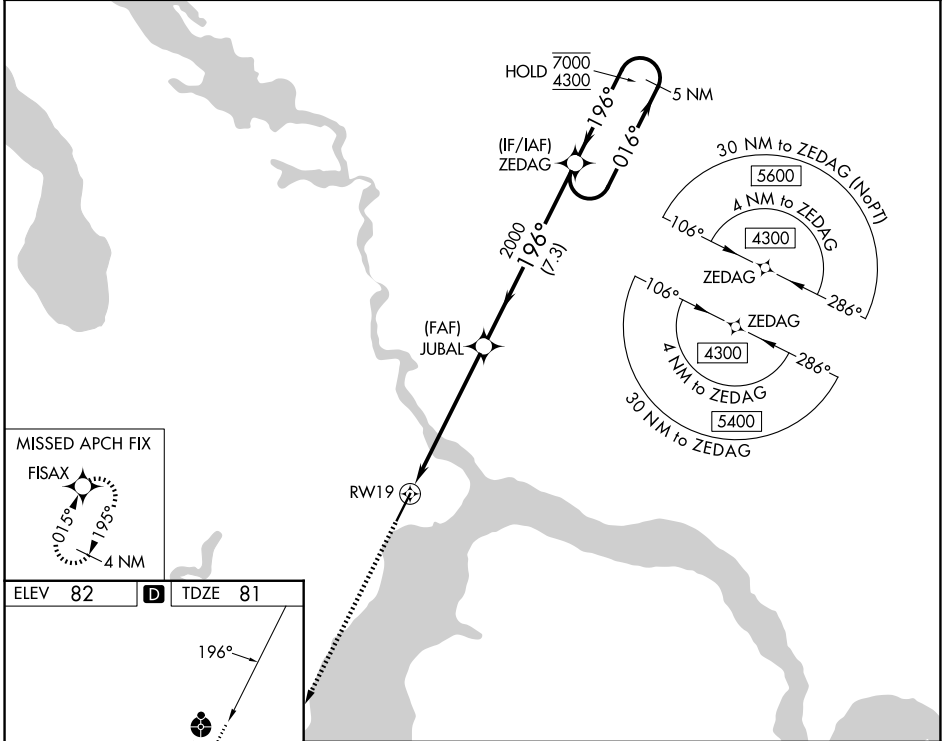 HOLD 7000
4300
5 NM
196°
016°
(IF/IAF)
ZEDAG
2000
196°
(7.3)
(FAF)
JUBAL
RW19
30 NM to ZEDAG (NoPT)
5600
4 NM to ZEDAG
4300
106°
ZEDAG
286°
106°
ZEDAG
286°
4300
4 NM to ZEDAG
5400
30 NM to ZEDAG
MISSED APCH FIX
FISAX
015°
195°
4 NM
ELEV 82 D TDZE 81
196°